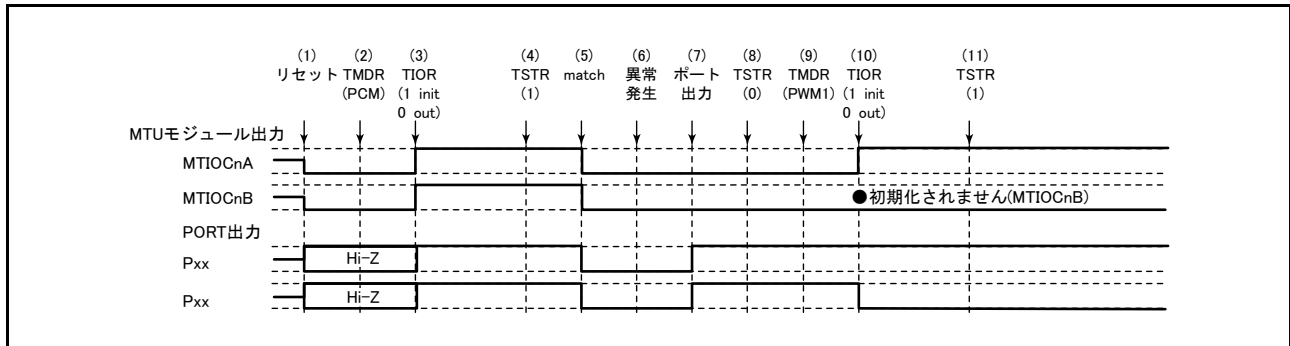 (1) (2) (3) (4) (5) (6) (7) (8) (9) (10) (11)
リセット TMDR TIOR TSTR match 異常 ポート TSTR TMDR TIOR TSTR
(PCM) (1 init (1) 発生 出力 (0) (PWM1) (1 init (1)
0 out) 0 out)
MTUモジュール出力
MTIOCnA
MTIOCnB ●初期化されません(MTIOCnB)
PORT出力
Pxx Hi-Z
Pxx Hi-Z